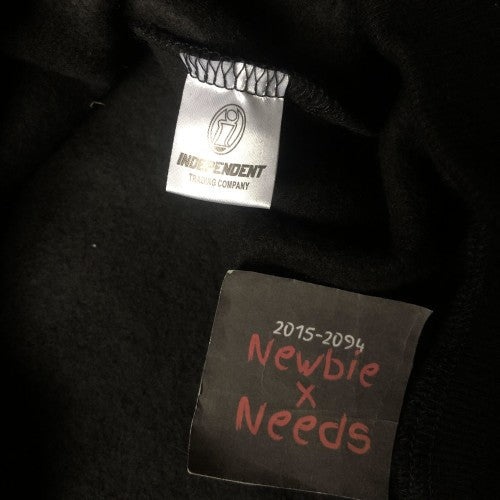 INDEPENDENT
TRADING COMPANY
2015-2094
Newbie
x
Needs